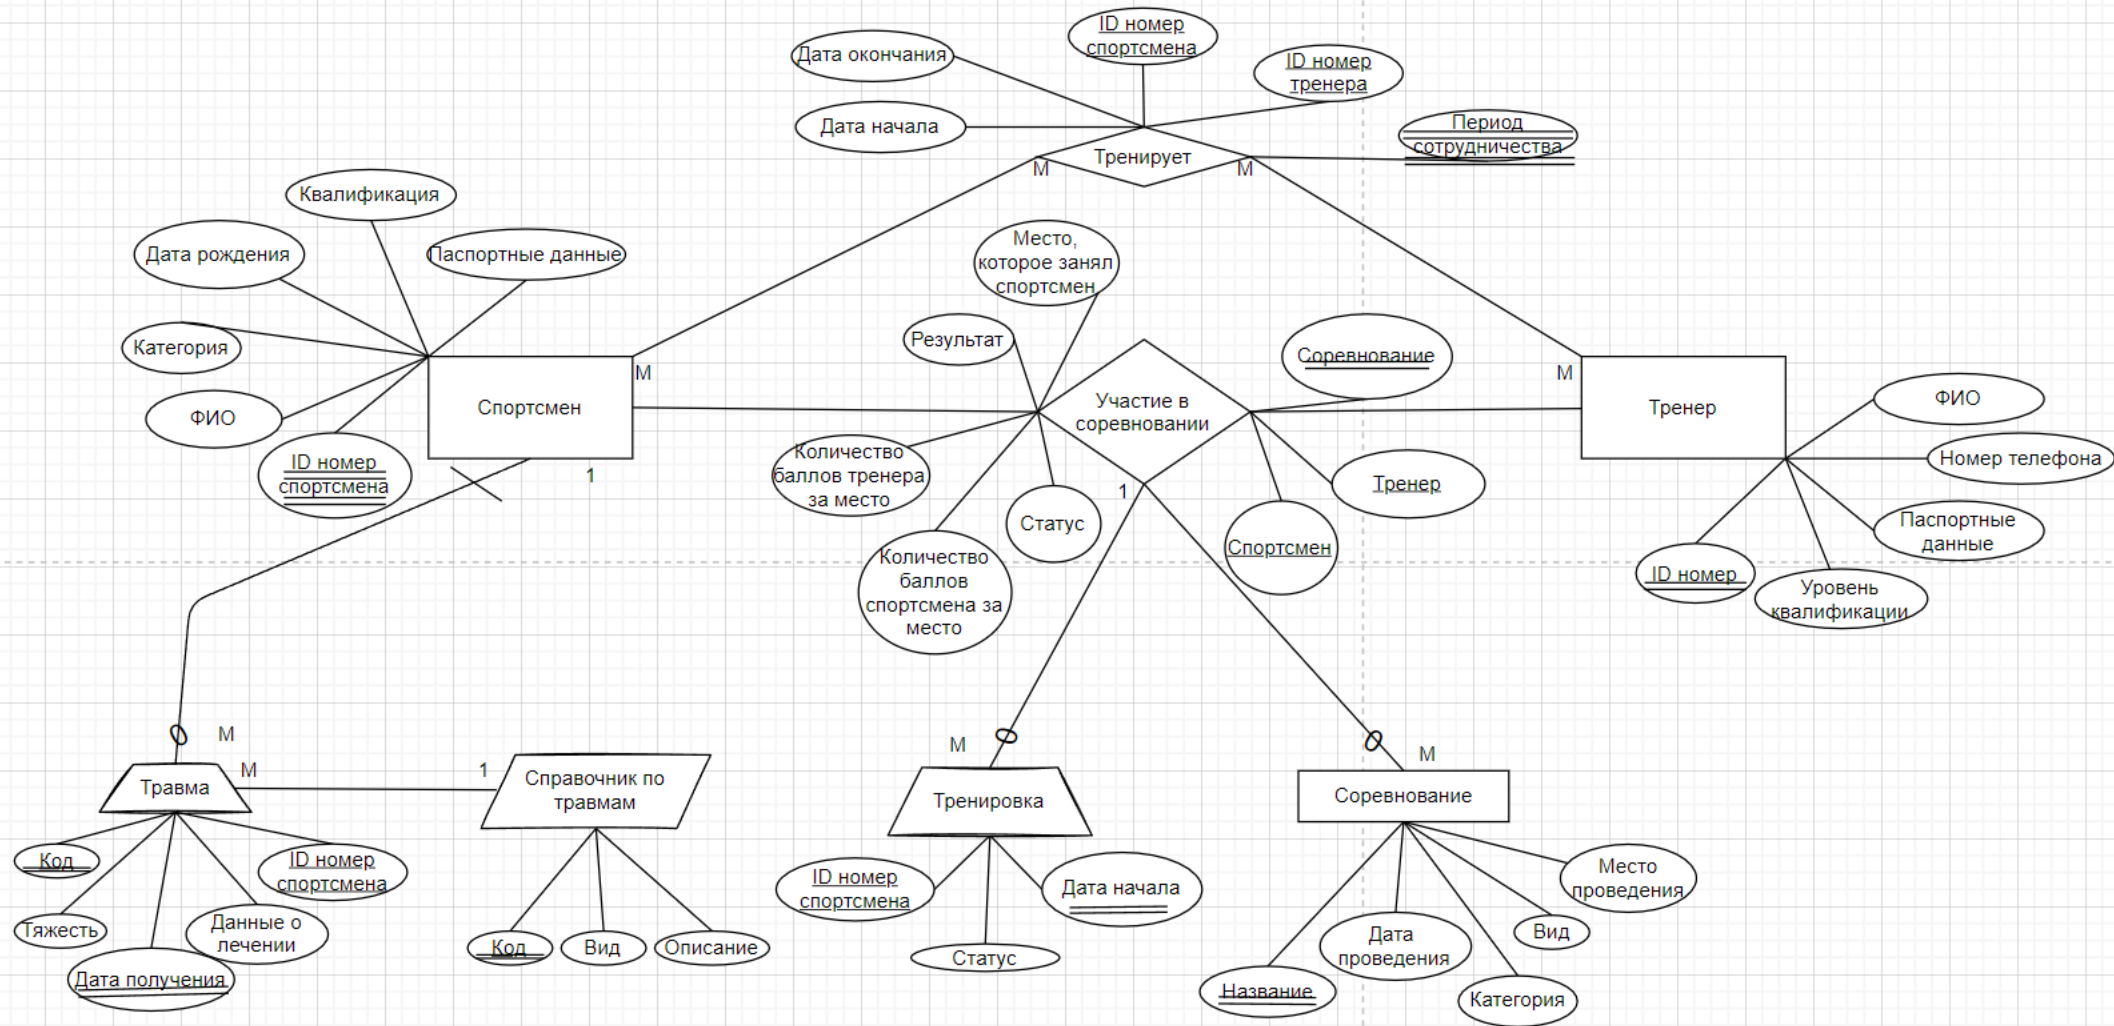 ID номер
спортсмена
Дата окончания
ID номер
тренера
Дата начала
Период
сотрудничества
Тренирует
М
М
Квалификация
Дата рождения
Паспортные данные
Категория
ФИО
ID номер
спортсмена
Спортсмен
М
1
Место,
которое занял
спортсмен
Результат
Соревнование
Участие в
соревновании
Количество
баллов тренера
за место
Количество
баллов
спортсмена за
место
Статус
1
Спортсмен
Тренер
М
Тренер
ФИО
Номер телефона
Паспортные
данные
Уровень
квалификации
ID номер
0
М
Травма
М
1
Справочник по
травмам
Код
Тяжесть
Дата получения
Данные о
лечении
ID номер
спортсмена
Код
Вид
Описание
М
0
Тренировка
ID номер
спортсмена
Статус
Дата начала
0
М
Соревнование
Название
Дата
проведения
Категория
Вид
Место
проведения